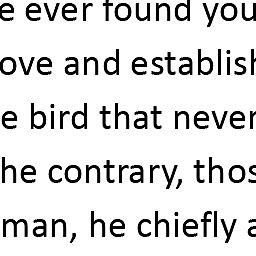 e ever found you
ove and establish
e bird that never
he contrary, thos
man, he chiefly a